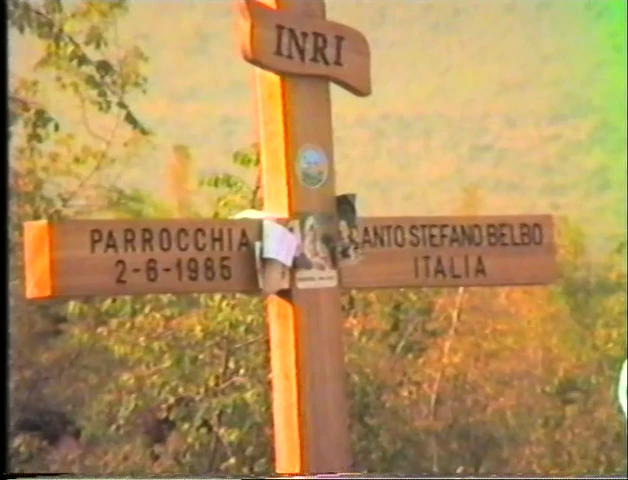 INRI
PARROCCHIA
2-6-1985
ANTO STEFANO BELBO
ITALIA